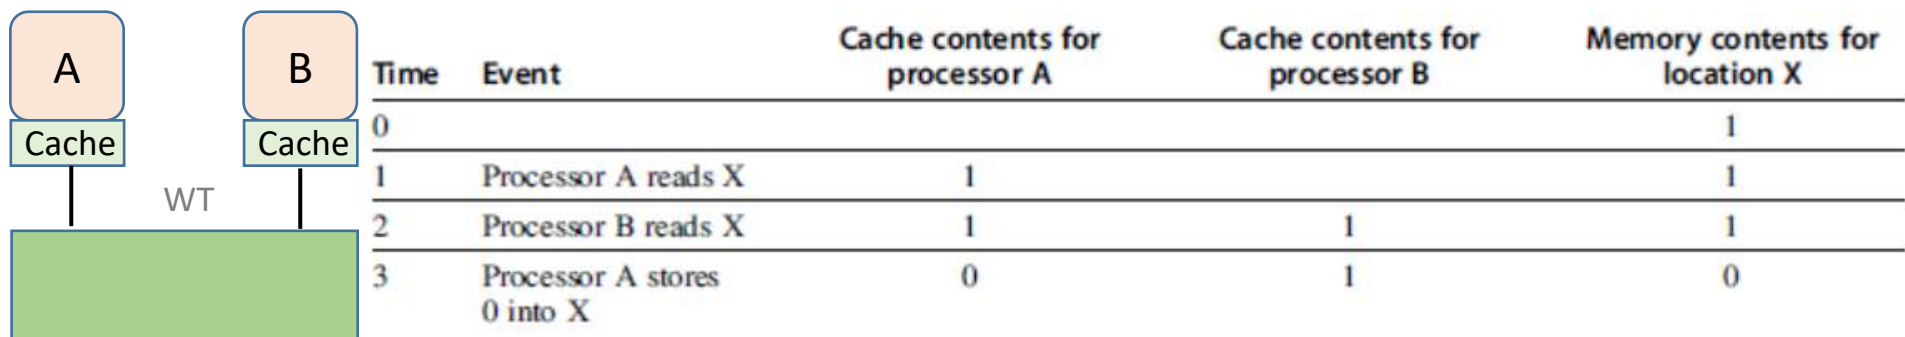 A B
Cache Cache
WT
Cache contents for Cache contents for Memory contents for
Time Event processor A processor B location X
0 1
1 Processor A reads X 1 1
2 Processor B reads X 1 1 1
3 Processor A stores 0 1 0
0 into X